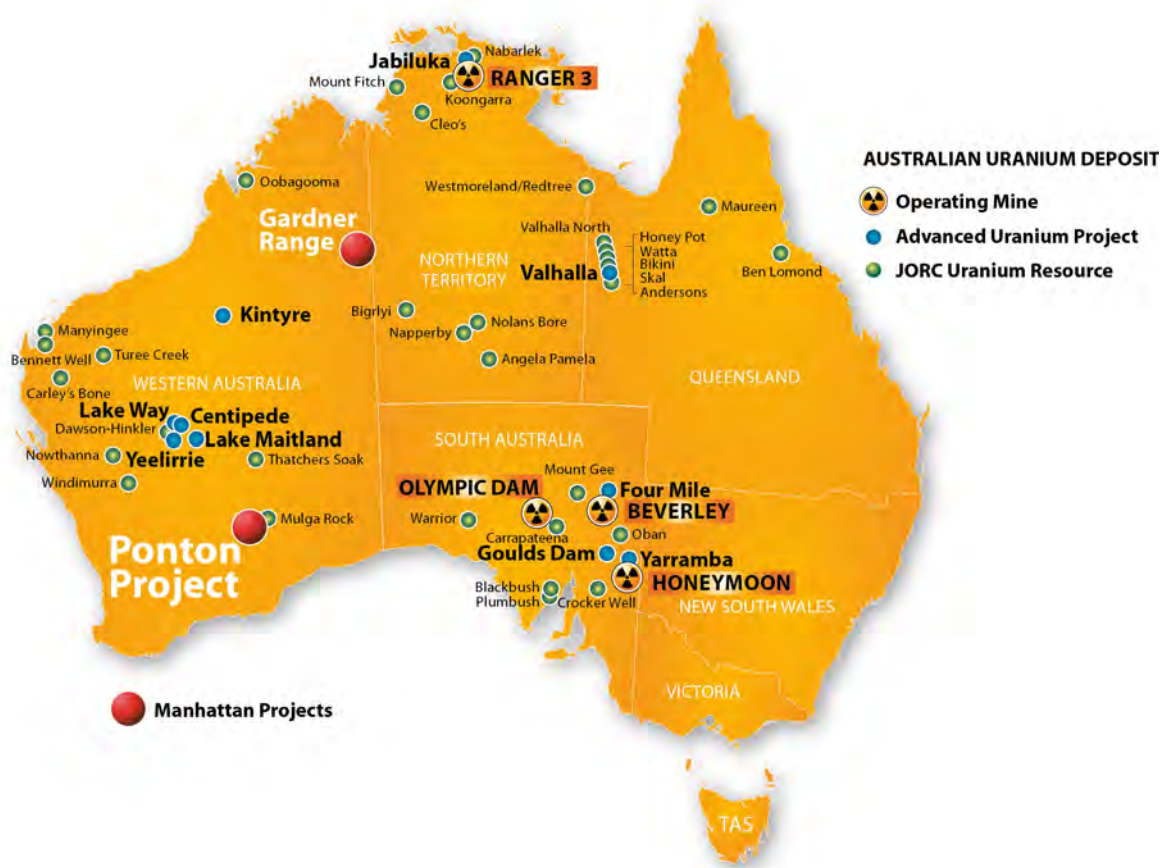 Nabarlek
Jabiluka
RANGER 3
Mount Fitch
Koongarra
Cleo's
Oobagooma
Westmoreland/Redtree
Maureen
Gardner
Range
Valhalla North
Honey Pot
Watta
Bikini
Skal
Andersons
NORTHERN
TERRITORY
Valhalla
Ben Lomond
Kintyre
Bigrlyi
Nolans Bore
Napperby
Angela Pamela
Manyingee
Bennett Well
Turee Creek
Carley's Bone
WESTERN AUSTRALIA
QUEENSLAND
Lake Way
Centipede
Dawson-Hinkler
Lake Maitland
Nowthanna
Yeelirrie
Thatchers Soak
Windimurra
SOUTH AUSTRALIA
Mount Gee
OLYMPIC DAM
Four Mile
BEVERLEY
Warrior
Carrapateena
Oban
Mulga Rock
Ponton
Project
Goulds Dam
Yarramba
HONEYMOON
Blackbush
Plumbush
Crocker Well
NEW SOUTH WALES
VICTORIA
TAS
Manhattan Projects
AUSTRALIAN URANIUM DEPOSIT
Operating Mine
Advanced Uranium Project
JORC Uranium Resource